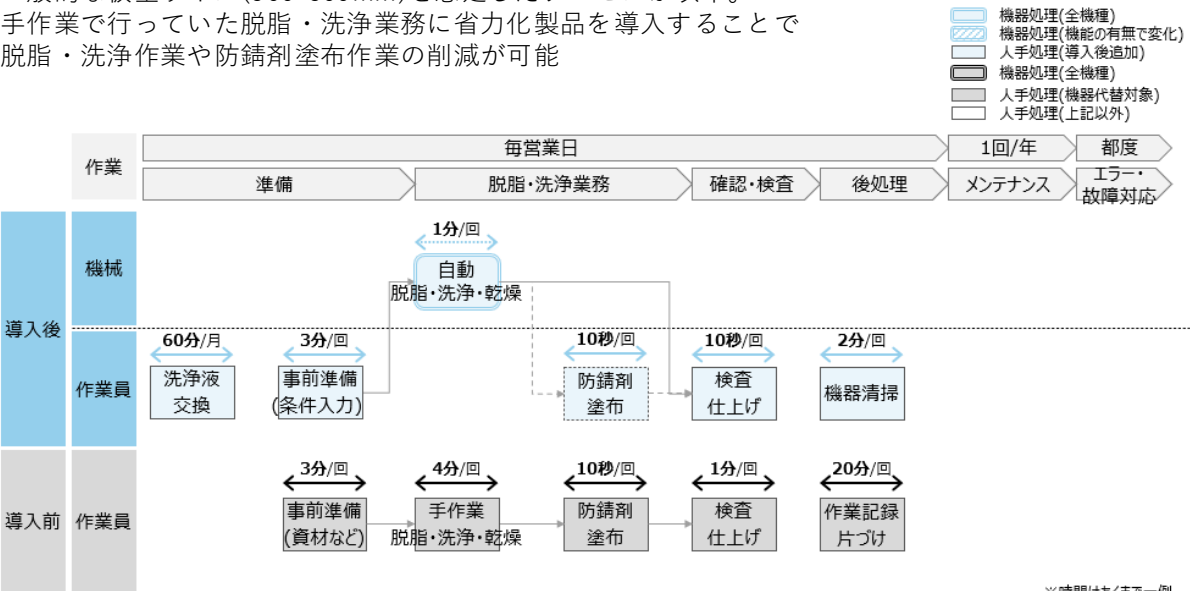 手作業で行っていた脱脂・洗浄業務に省力化製品を導入することで
脱脂・洗浄作業や防錆剤塗布作業の削減が可能
機器処理(全機種)
機器処理(機能の有無で変化)
人手処理(導入後追加)
機器処理(全機種)
人手処理(機器代替対象)
人手処理(上記以外)
作業
毎営業日
1回/年
都度
準備
脱脂・洗浄業務
確認・検査
後処理
メンテナンス
エラー・
故障対応
導入後
機械
1分/回
自動
脱脂・洗浄・乾燥
作業員
60分/月
洗浄液
交換
3分/回
事前準備
(条件入力)
10秒/回
防錆剤
塗布
10秒/回
検査
仕上げ
2分/回
機器清掃
導入前
作業員
3分/回
事前準備
(資材など)
4分/回
手作業
脱脂・洗浄・乾燥
10秒/回
防錆剤
塗布
1分/回
検査
仕上げ
20分/回
作業記録
片づけ
※時間はあくまで一例